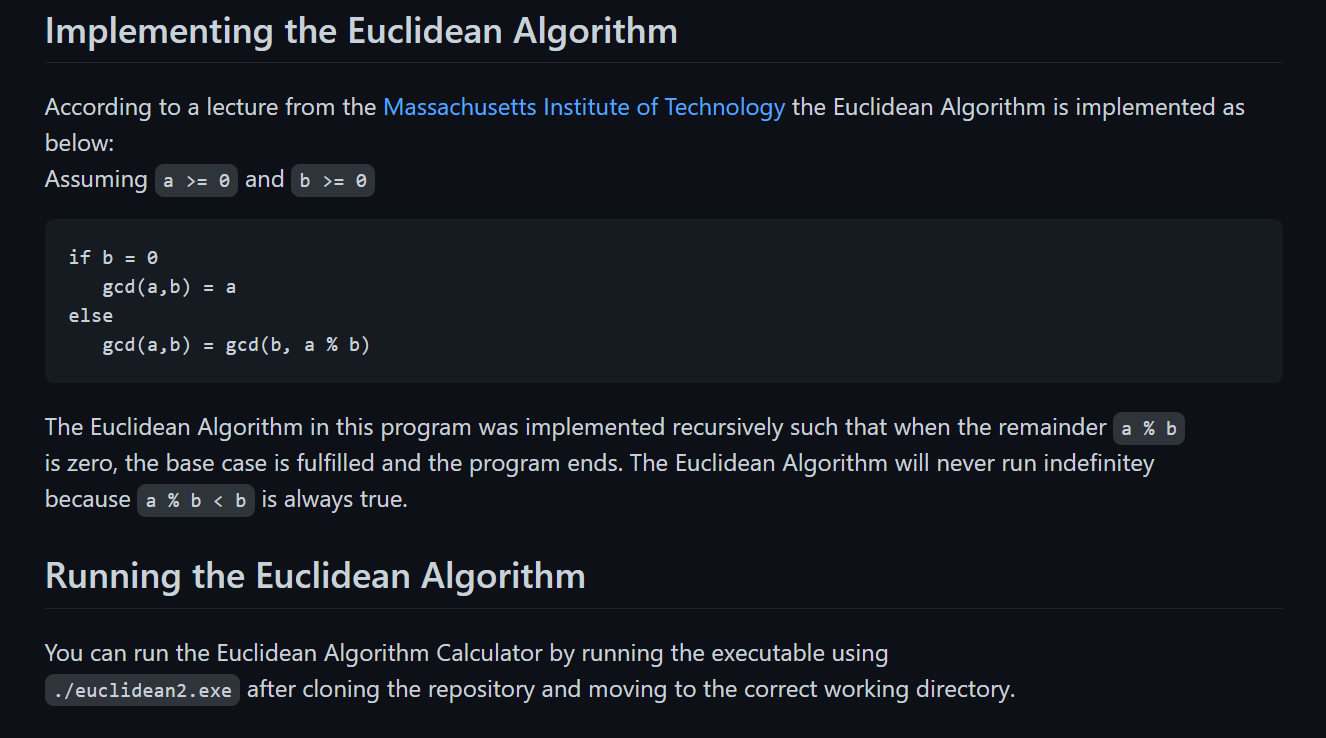 Implementing the Euclidean Algorithm
According to a lecture from the Massachusetts Institute of Technology the Euclidean Algorithm is implemented as
below:
Assuming a >= 0 and b >= 0
if b = 0
   gcd(a,b) = a
else
   gcd(a,b) = gcd(b, a % b)
The Euclidean Algorithm in this program was implemented recursively such that when the remainder a % b
is zero, the base case is fulfilled and the program ends. The Euclidean Algorithm will never run indefinitey
because a % b < b is always true.
Running the Euclidean Algorithm
You can run the Euclidean Algorithm Calculator by running the executable using
./euclidean2.exe after cloning the repository and moving to the correct working directory.